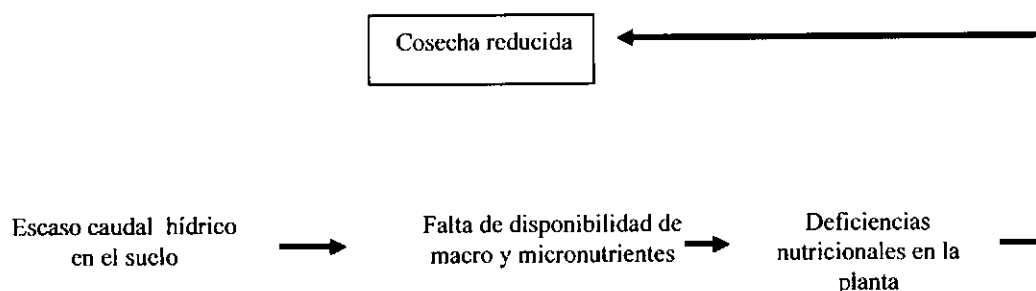 Cosecha reducida
Escaso caudal hídrico
en el suelo
Falta de disponibilidad de
macro y micronutrientes
Deficiencias
nutricionales en la
planta